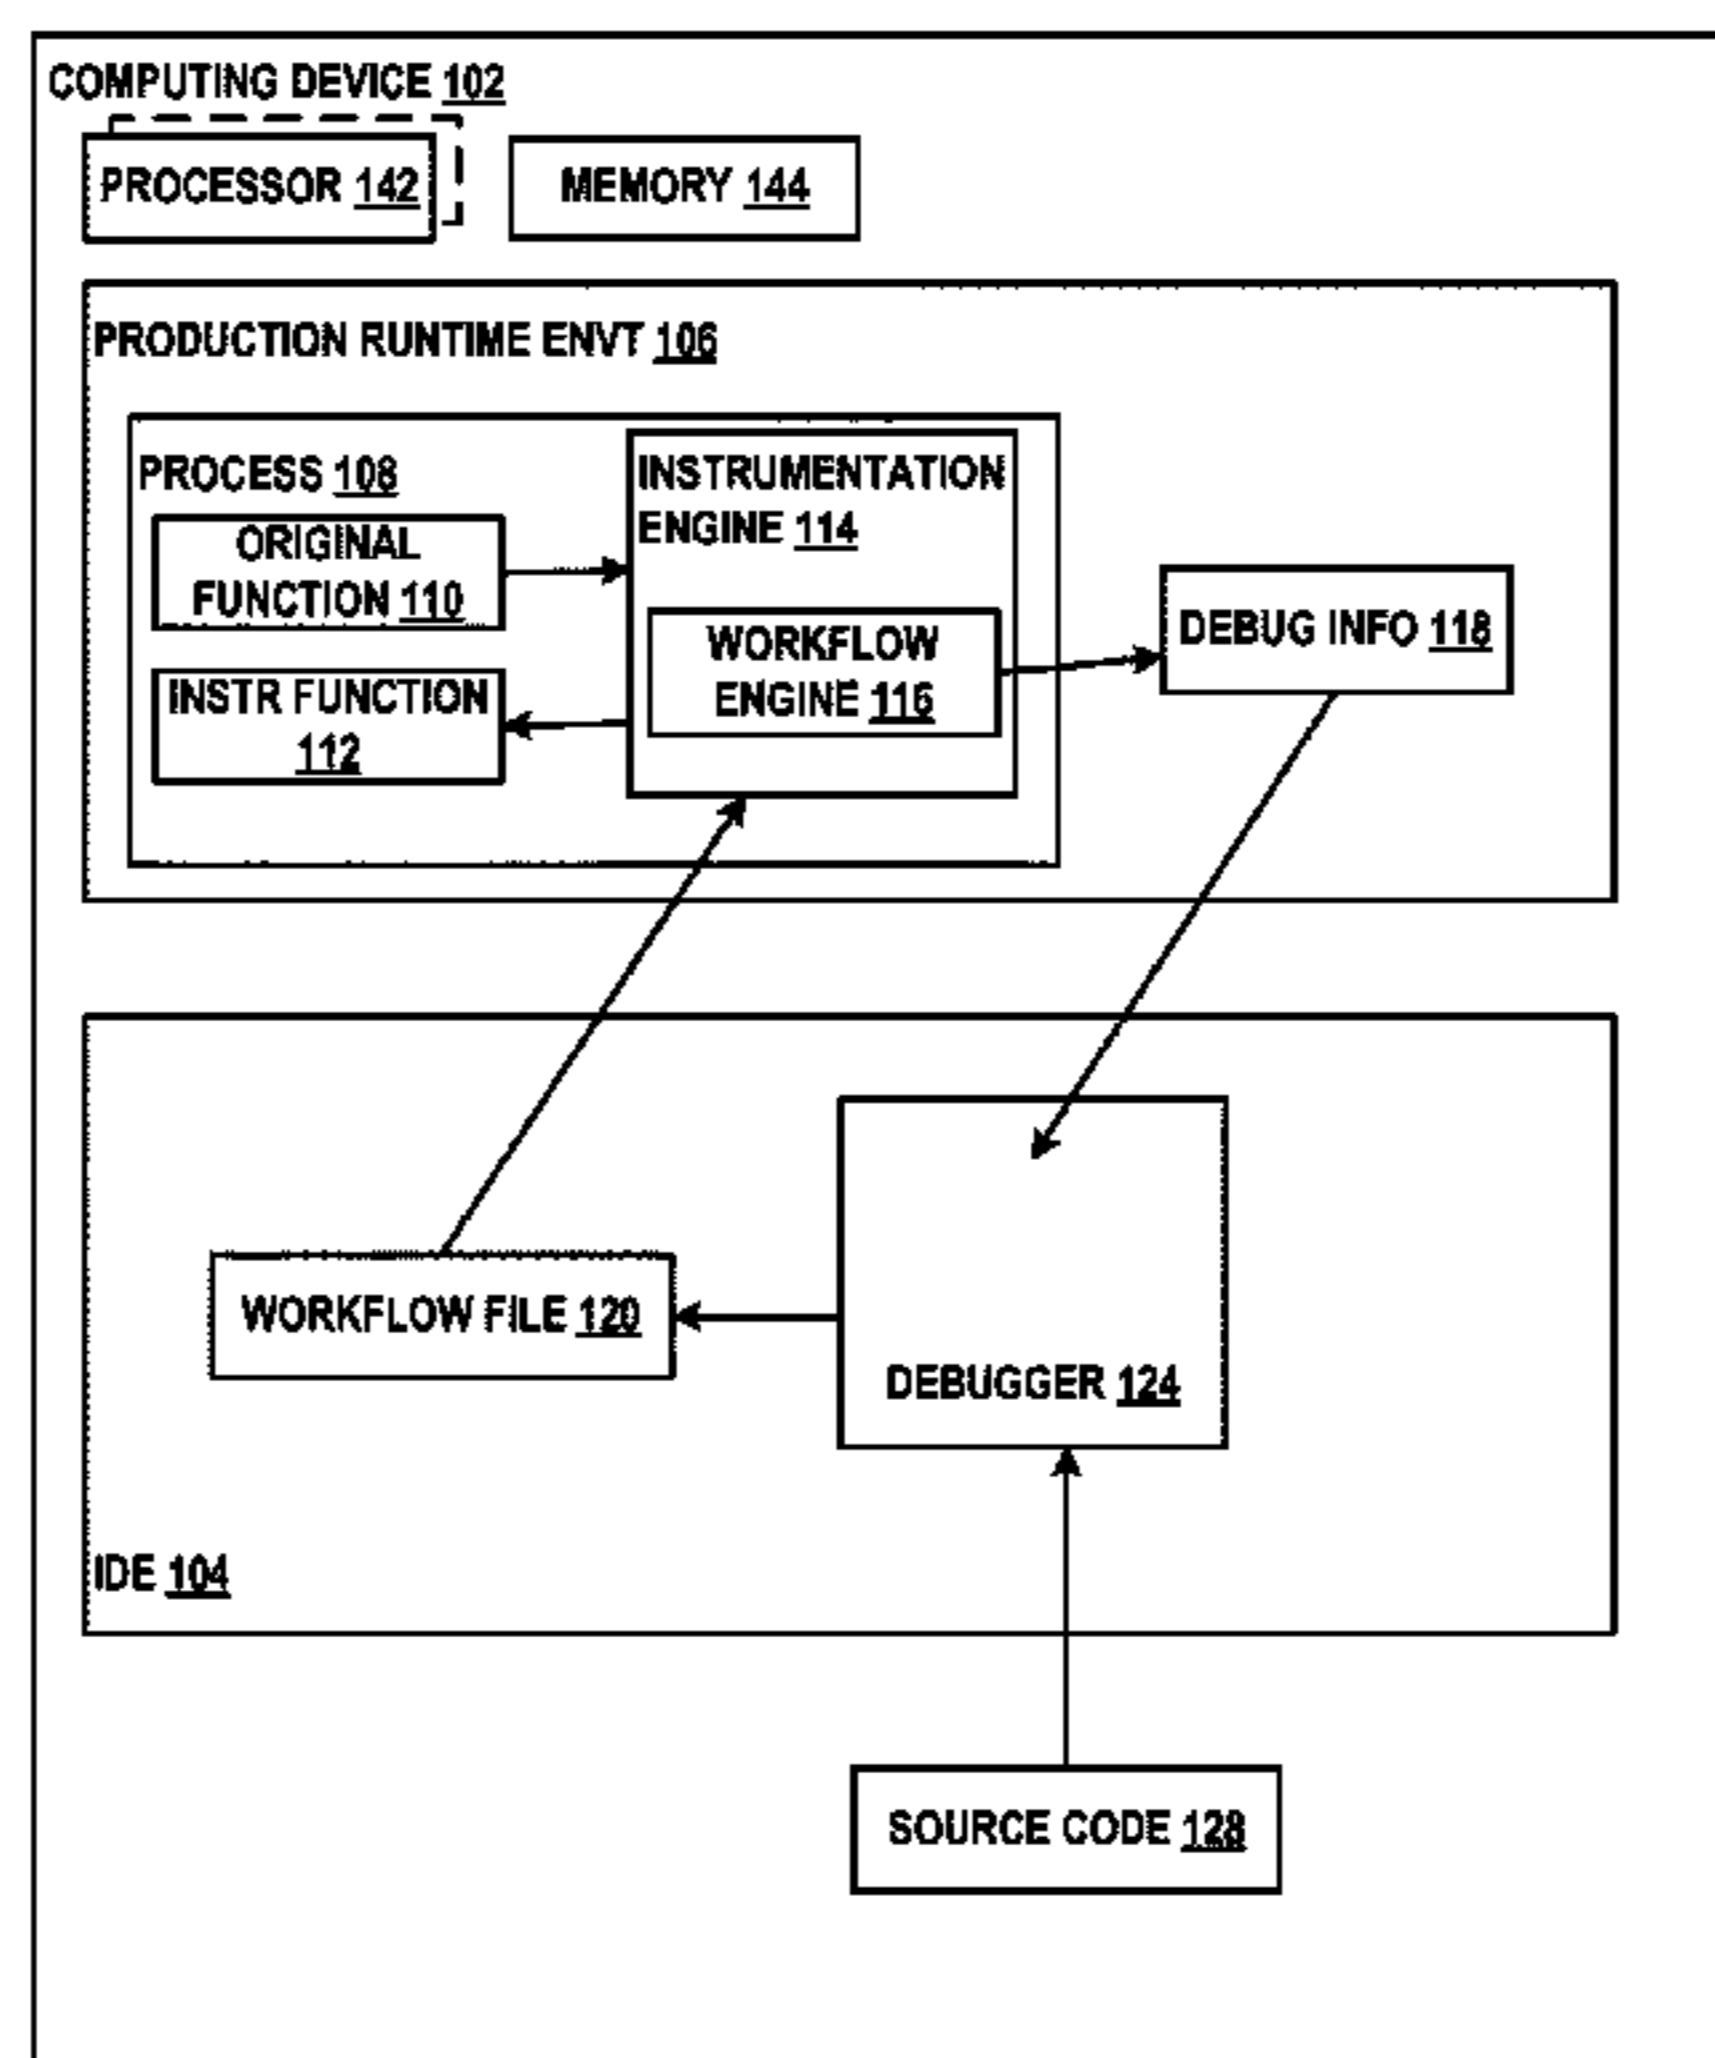 COMPUTING DEVICE 102
PROCESSOR 142
MEMORY 144
PRODUCTION RUNTIME ENVT 106
PROCESS 108
ORIGINAL
FUNCTION 110
INSTR FUNCTION
112
INSTRUMENTATION
ENGINE 114
WORKFLOW
ENGINE 116
DEBUG INFO 118
WORKFLOW FILE 120
DEBUGGER 124
IDE 104
SOURCE CODE 128